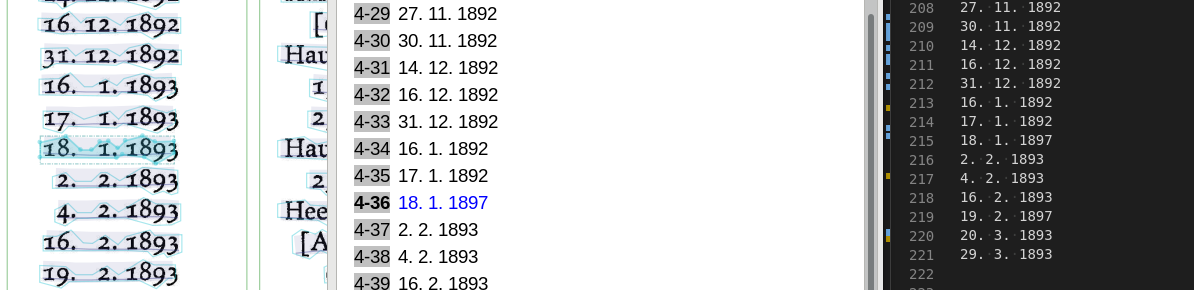 16. 12. 1892
31. 12. 1892
16. 1. 1893
17. 1. 1893
18. 1. 1893
2. 2. 1893
4. 2. 1893
16. 2. 1893
19. 2. 1893
Hau
1
2
Hau
2
Hee
[A
4-29 27. 11. 1892
4-30 30. 11. 1892
4-31 14. 12. 1892
4-32 16. 12. 1892
4-33 31. 12. 1892
4-34 16. 1. 1892
4-35 17. 1. 1892
4-36 18. 1. 1897
4-37 2. 2. 1893
4-38 4. 2. 1893
4-39 16. 2. 1893
208 27. 11. 1892
209 30. 11. 1892
210 14. 12. 1892
211 16. 12. 1892
212 31. 12. 1892
213 16. 1. 1892
214 17. 1. 1892
215 18. 1. 1897
216 2. 2. 1893
217 4. 2. 1893
218 16. 2. 1893
219 19. 2. 1897
220 20. 3. 1893
221 29. 3. 1893
222